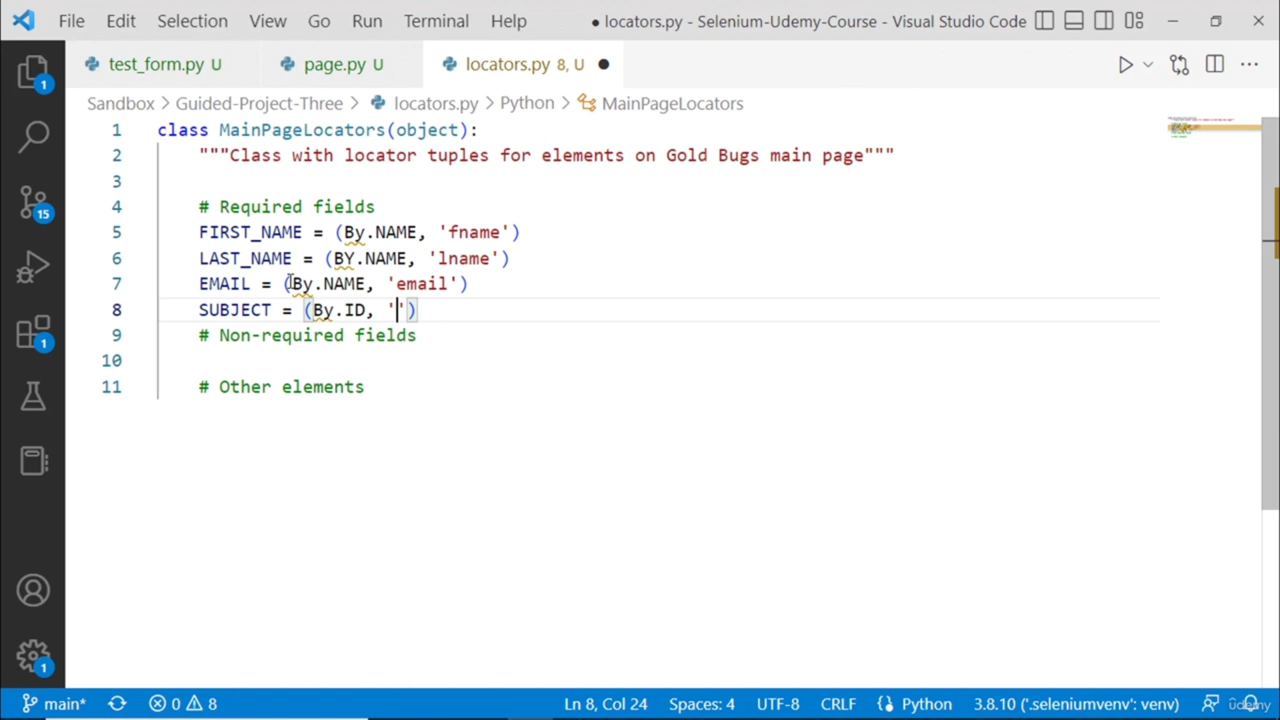 File Edit Selection View Go Run Terminal Help ● locators.py - Selenium-Udemy-Course - Visual Studio Code
test_form.py U page.py U locators.py 8, U
Sandbox > Guided-Project-Three > locators.py > Python > MainPageLocators
1 class MainPageLocators(object):
2 """Class with locator tuples for elements on Gold Bugs main page"""
3
4 # Required fields
5 FIRST_NAME = (By.NAME, 'fname')
6 LAST_NAME = (BY.NAME, 'lname')
7 EMAIL = (By.NAME, 'email')
8 SUBJECT = (By.ID, '')
9 # Non-required fields
10
11 # Other elements
1
15
1
1
main* 0 8 Ln 8, Col 24 Spaces: 4 UTF-8 CRLF Python 3.8.10 ('.seleniumvenv': venv)
udemy